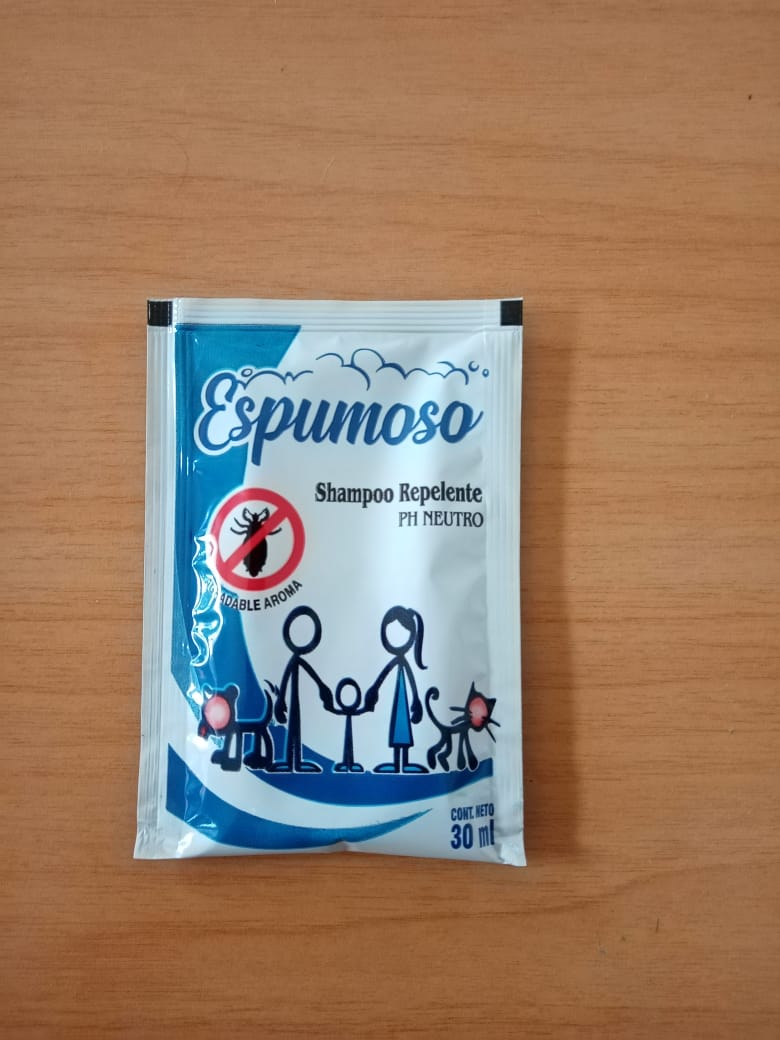 Espumoso
Shampoo Repelente
PH NEUTRO
AROMA
CONT. NETO
30 ml